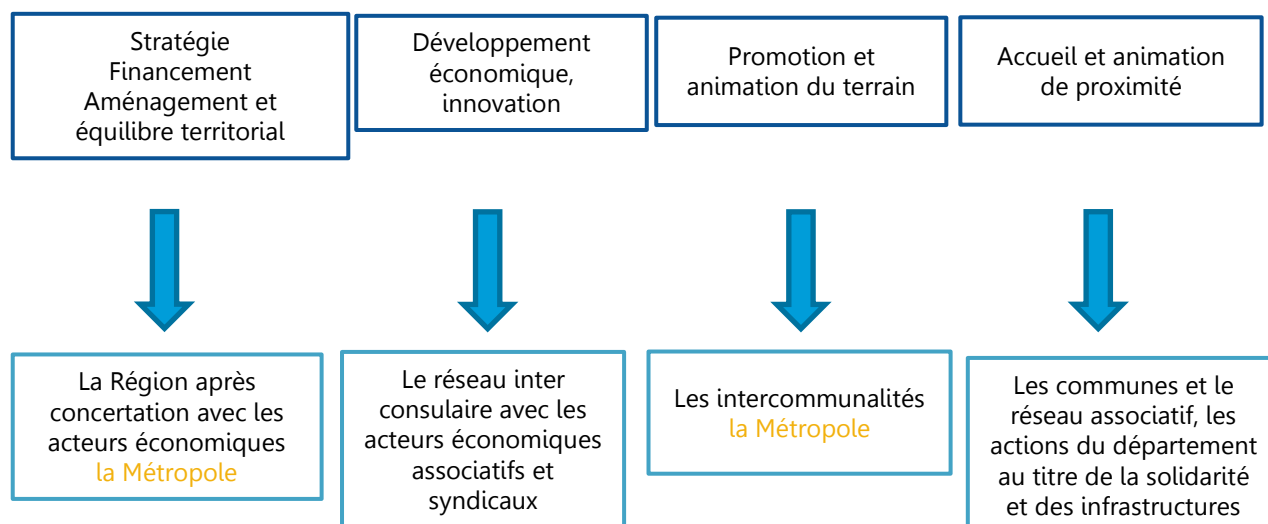 Stratégie
Financement
Aménagement et
équilibre territorial
Développement
économique,
innovation
Promotion et
animation du terrain
Accueil et animation
de proximité
La Région après
concertation avec les
acteurs économiques
la Métropole
Le réseau inter
consulaire avec les
acteurs économiques
associatifs et
syndicaux
Les intercommunalités
la Métropole
Les communes et le
réseau associatif, les
actions du département
au titre de la solidarité
et des infrastructures